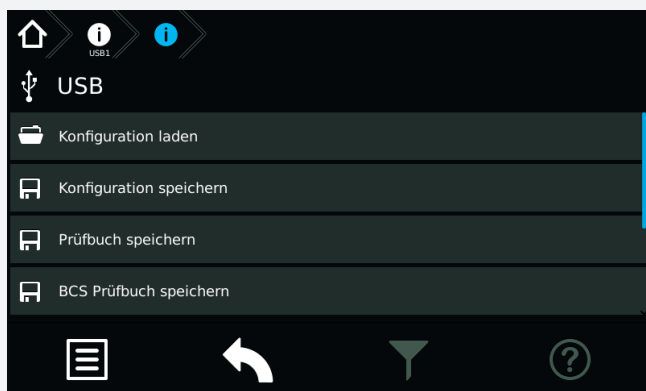 USB1
USB
Konfiguration laden
Konfiguration speichern
Prüfbuch speichern
BCS Prüfbuch speichern